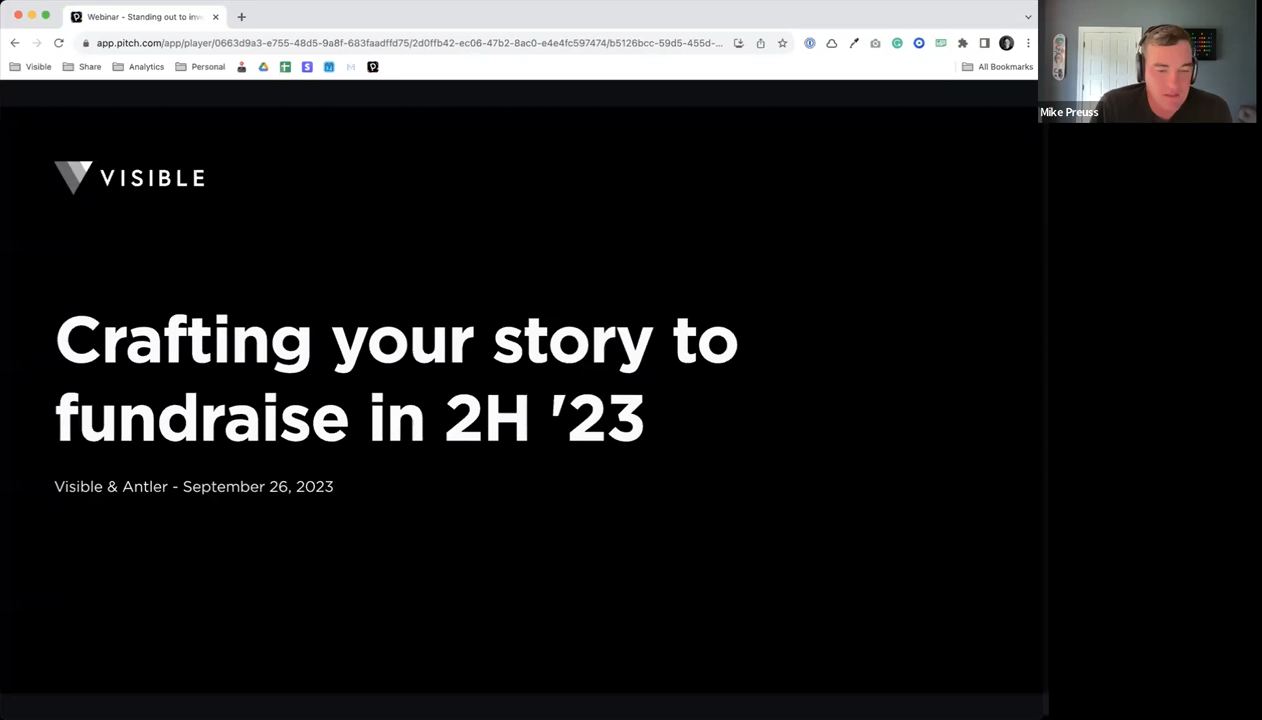 Webinar - Standing out to inv
app.pitch.com/app/player/0663d9a3-e755-48d5-9a8f-683faadffd75/2d0ffb42-ec06-47b2-8ac0-e4e4fc597474/b5126bcc-59d5-455d-...
Visible
Share
Analytics
Personal
All Bookmarks
Mike Preuss
VISIBLE
Crafting your story to
fundraise in 2H '23
Visible & Antler - September 26, 2023